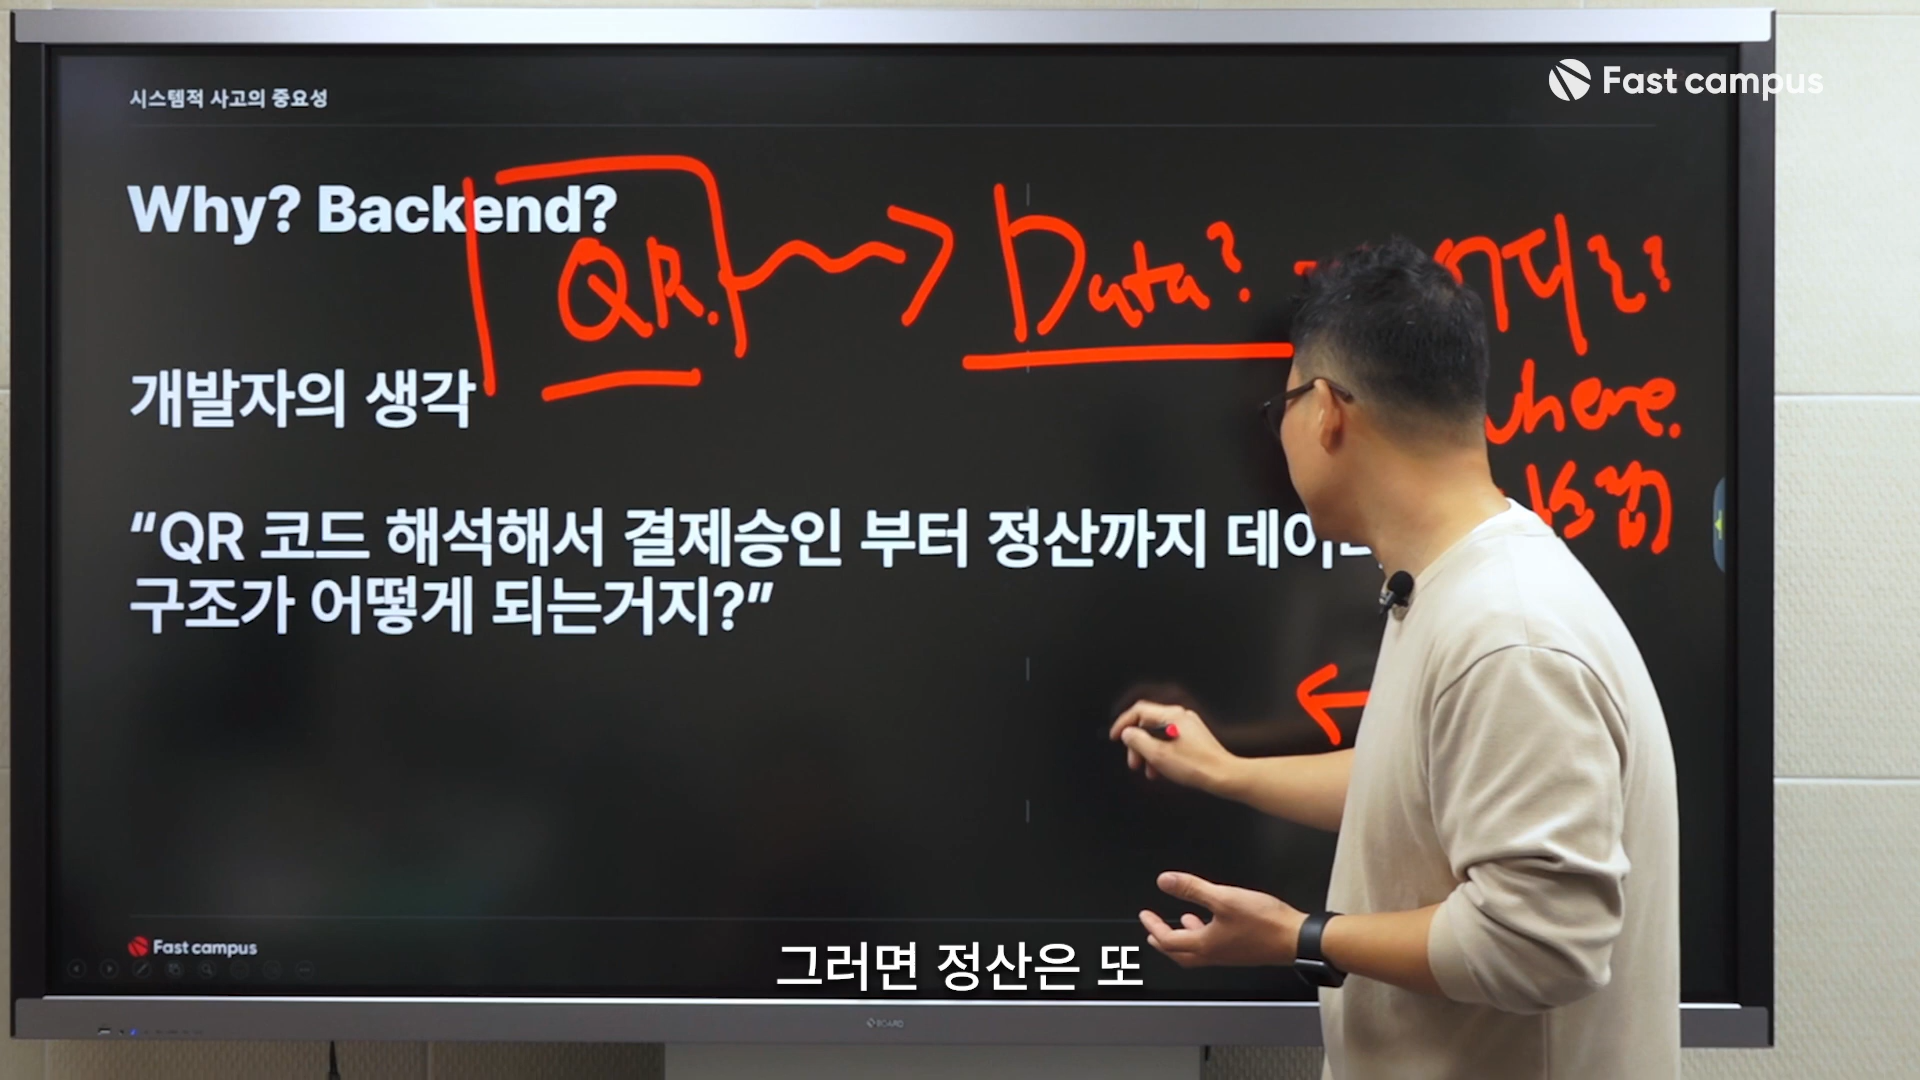 Fast campus
시스템적 사고의 중요성
Why? Backend?
QR.
Data?
where.
개발자의 생각
“QR 코드 해석해서 결제승인 부터 정산까지
구조가 어떻게 되는거지?”
Fast campus
그러면 정산은 또